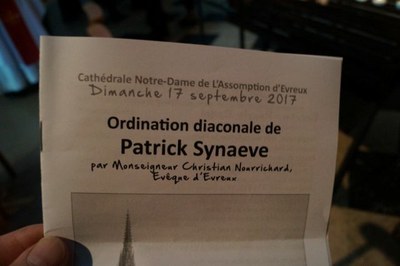 Cathédrale Notre-Dame de L'Assomption d'Evreux
Dimanche 17 septembre 2017
Ordination diaconale de
Patrick Synaeve
par Monseigneur Christian Nourrichard,
Evêque d'Evreux